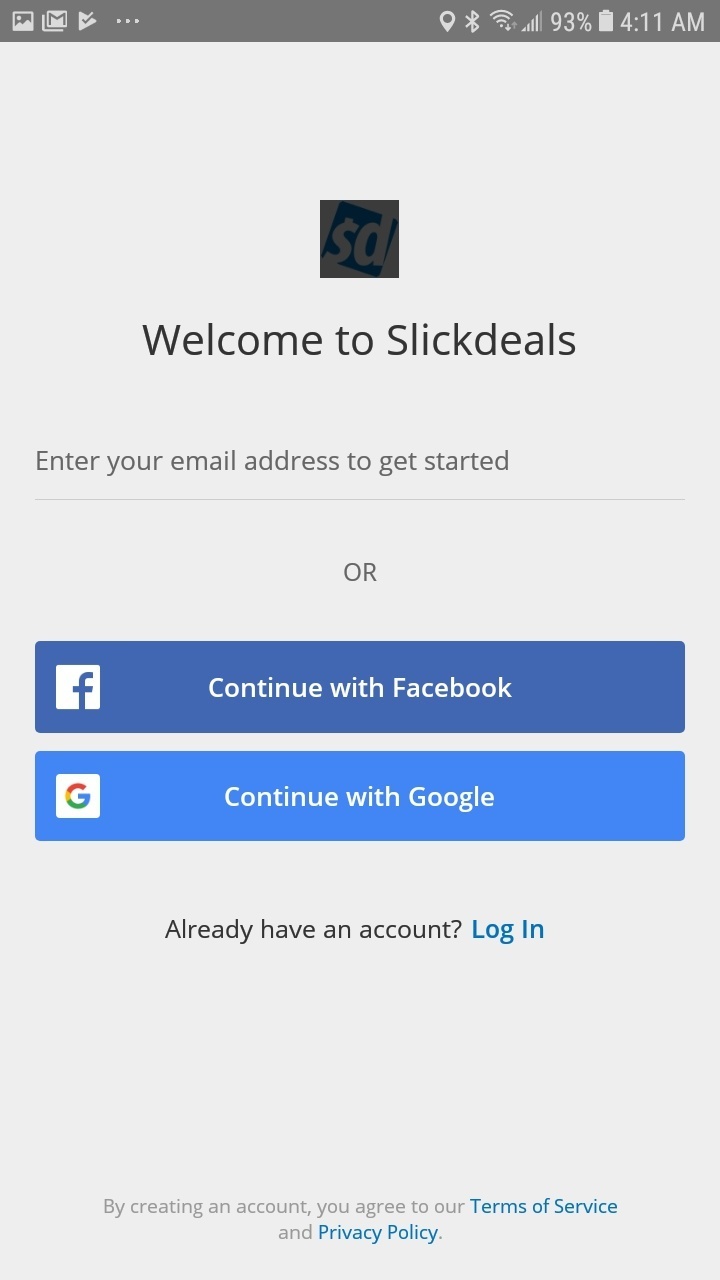 93% 4:11 AM
sd
Welcome to Slickdeals
Enter your email address to get started
OR
Continue with Facebook
Continue with Google
Already have an account? Log In
By creating an account, you agree to our Terms of Service
and Privacy Policy.